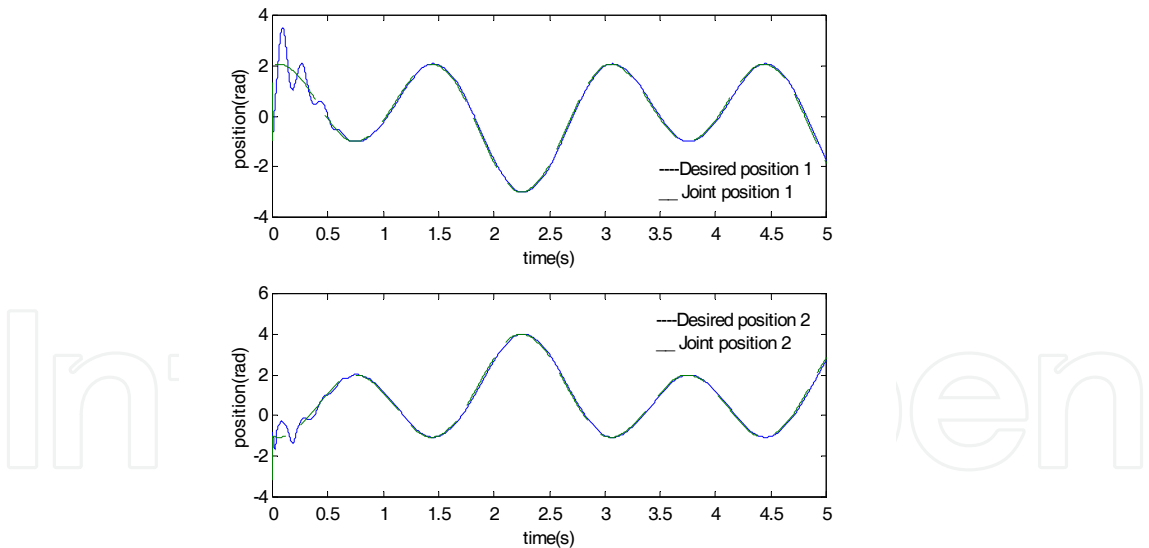 4
2
0
-2
-4
position(rad)
----Desired position 1
__ Joint position 1
0 0.5 1 1.5 2 2.5 3 3.5 4 4.5 5
time(s)
6
4
2
0
-2
-4
position(rad)
----Desired position 2
__ Joint position 2
0 0.5 1 1.5 2 2.5 3 3.5 4 4.5 5
time(s)
In
en